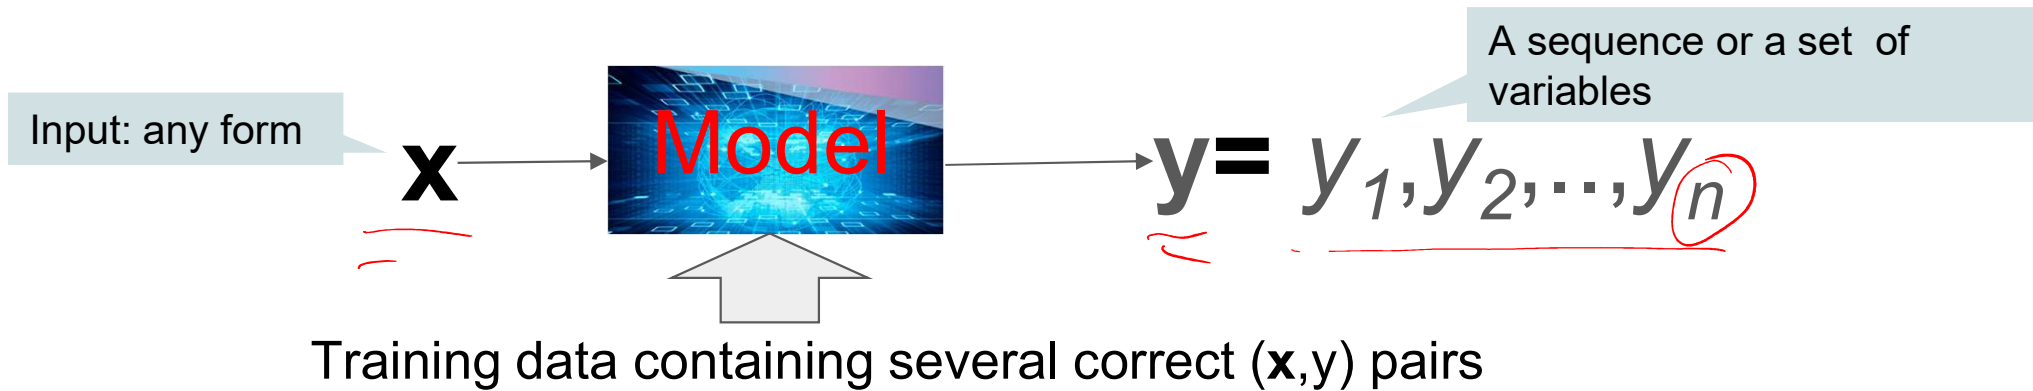 A sequence or a set of
variables
Input: any form
x Model y= y1,y2,..,yn
Training data containing several correct (x,y) pairs